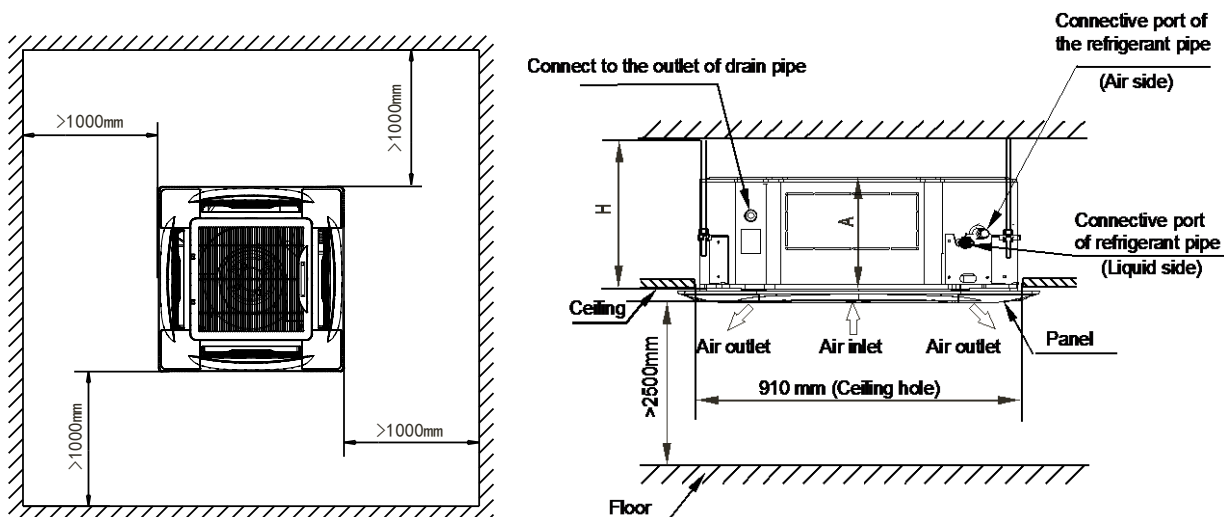 >1000mm
>1000mm
>1000mm
>1000mm
Connect to the outlet of drain pipe
Connective port of
the refrigerant pipe
(Air side)
H
A
Connective port
of refrigerant pipe
(Liquid side)
Ceiling
Air outlet
Air inlet
Air outlet
Panel
>2500mm
910 mm (Ceiling hole)
Floor